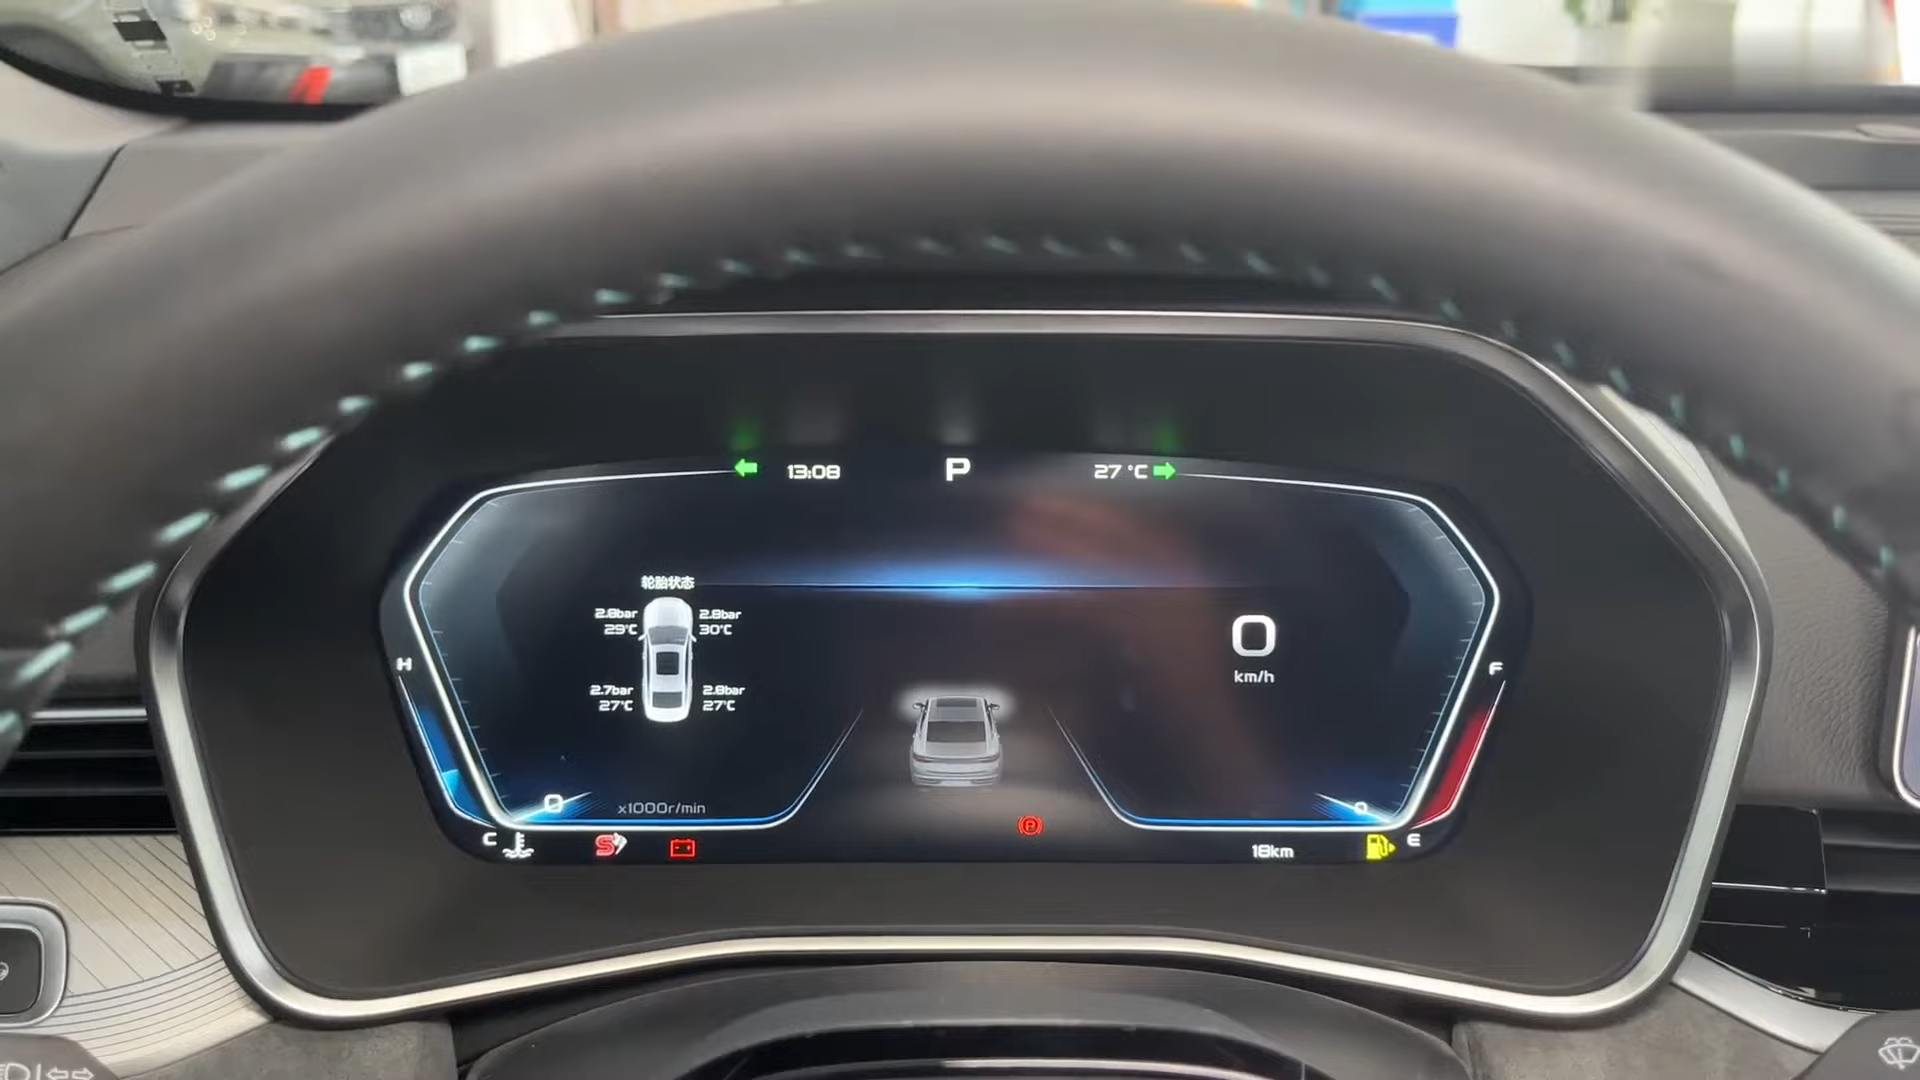 13:08 P 27 °C
轮胎状态
2.8bar 2.8bar
29℃ 30℃
0
km/h
H F
2.7bar 2.8bar
27℃ 27℃
0 x1000r/min 0
C P 18km E